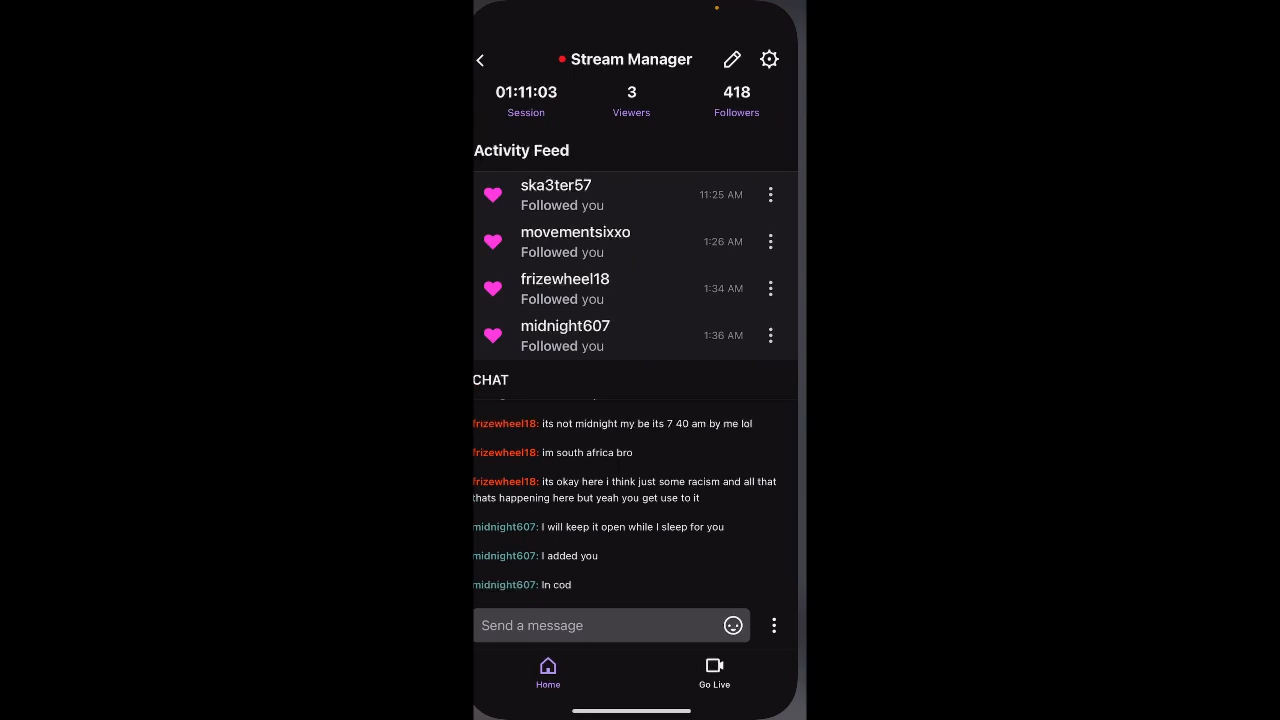 Stream Manager
01:11:03 3 418
Session Viewers Followers
Activity Feed
ska3ter57
Followed you
11:25 AM
movementsixxo
Followed you
1:26 AM
frizewheel18
Followed you
1:34 AM
midnight607
Followed you
1:36 AM
CHAT
frizewheel18: its not midnight my be its 7 40 am by me lol
frizewheel18: im south africa bro
frizewheel18: its okay here i think just some racism and all that
thats happening here but yeah you get use to it
midnight607: I will keep it open while I sleep for you
midnight607: I added you
midnight607: In cod
Send a message
Home Go Live